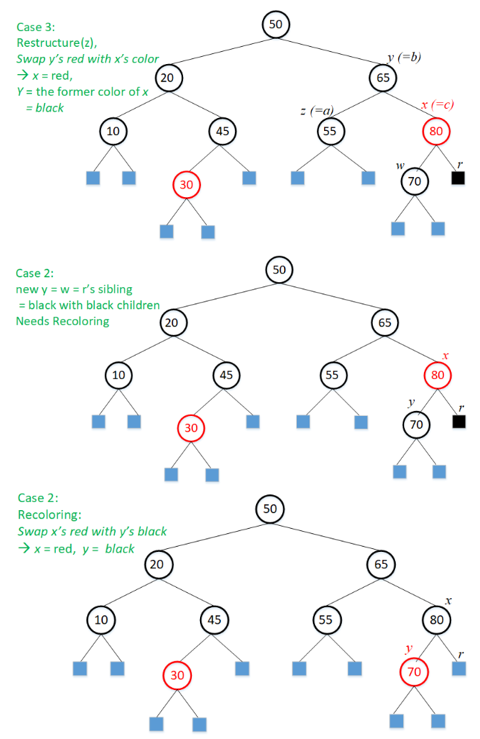 Case 3:
Restructure(z),
Swap y's red with x's color
→ x = red,
Y = the former color of x
= black
50
y (=b)
20
65
z (=a)
x (=c)
10
45
55
80
w
r
30
70
Case 2:
new y = w = r's sibling
= black with black children
Needs Recoloring
50
20
65
x
10
45
55
80
y
r
30
70
Case 2:
Recoloring:
Swap x's red with y's black
→ x = red, y = black
50
20
65
x
10
45
55
80
y
r
30
70